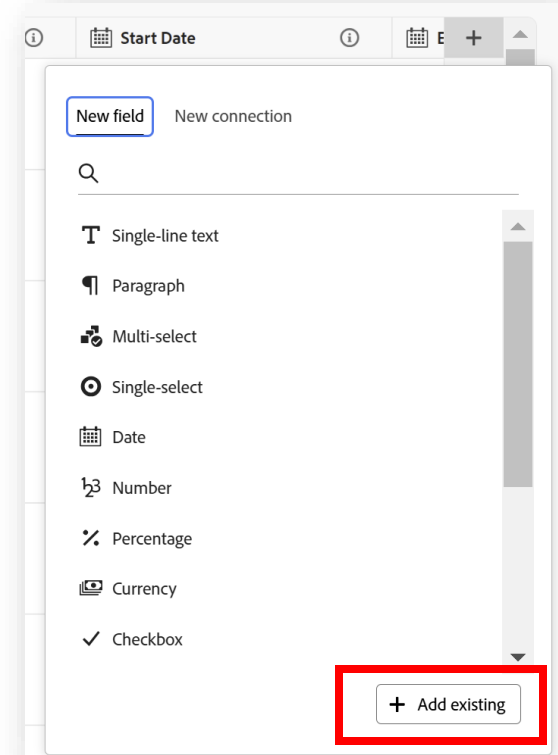 Start Date
E
New field New connection
Single-line text
Paragraph
Multi-select
Single-select
Date
Number
Percentage
Currency
Checkbox
+ Add existing